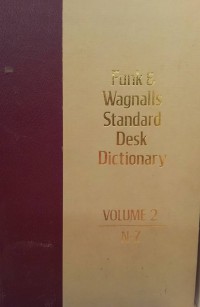 Funk &
Wagnalls
Standard
Desk
Dictionary
VOLUME 2
N-Z